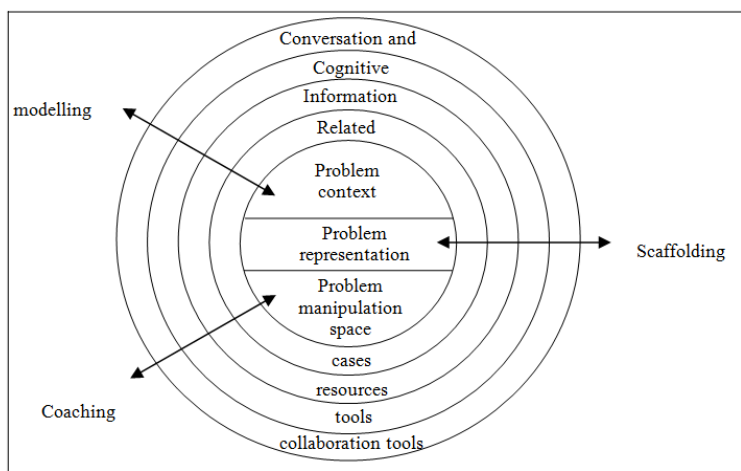 Conversation and
Cognitive
Information
Related
modelling
Problem
context
Problem
representation
Scaffolding
Problem
manipulation
space
cases
resources
Coaching
tools
collaboration tools